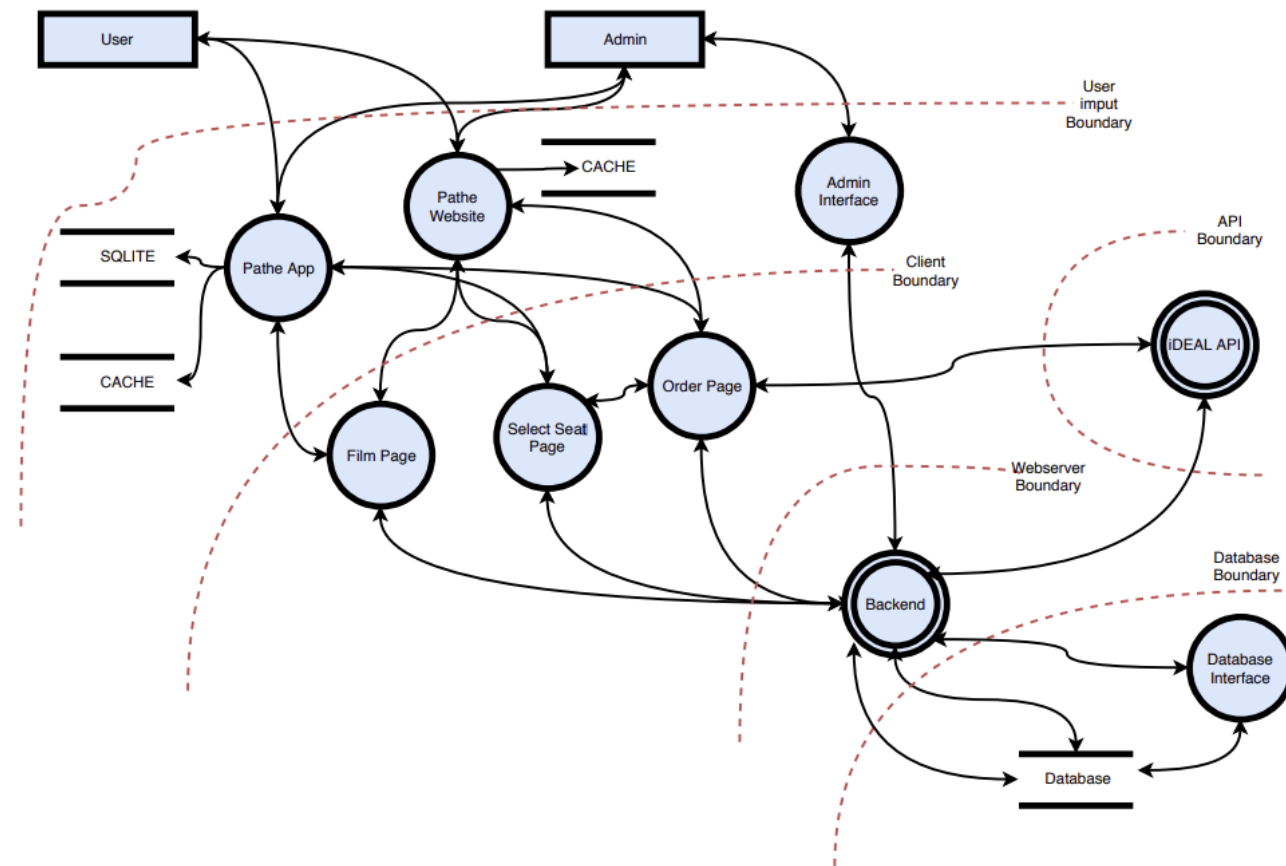 User
Admin
User
imput
Boundary
CACHE
Pathe
Website
Admin
Interface
SQLITE
Pathe App
API
Boundary
Client
Boundary
iDEAL API
CACHE
Order Page
Select Seat
Page
Film Page
Webserver
Boundary
Database
Boundary
Backend
Database
Interface
Database